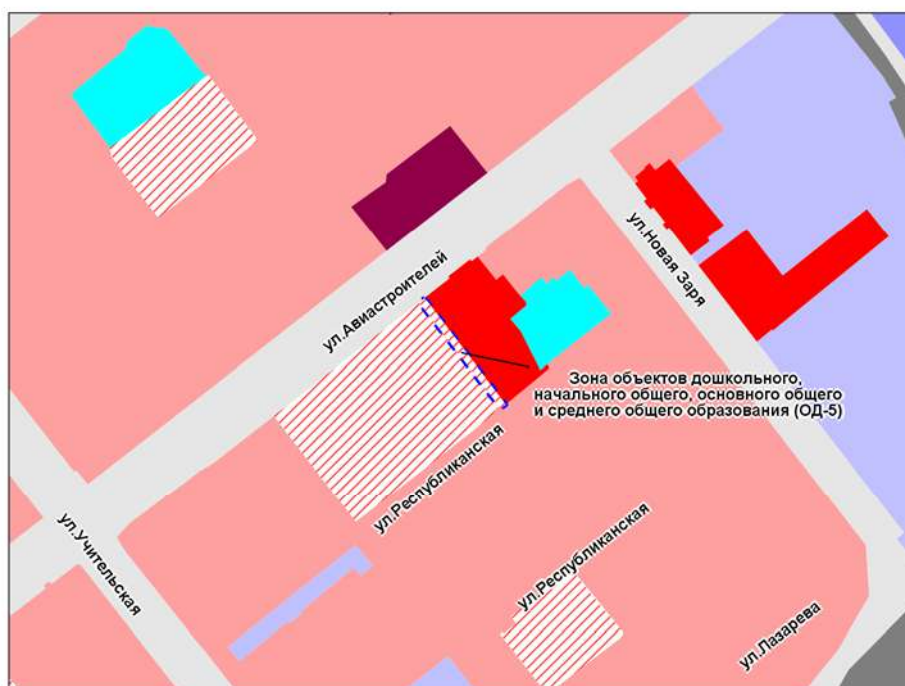 ул.Авиастроителей
ул.Новая Заря
Зона объектов дошкольного,
начального общего, основного общего
и среднего общего образования (ОД-5)
ул.Республиканская
ул.Учительская
ул.Республиканская
ул.Лазарева